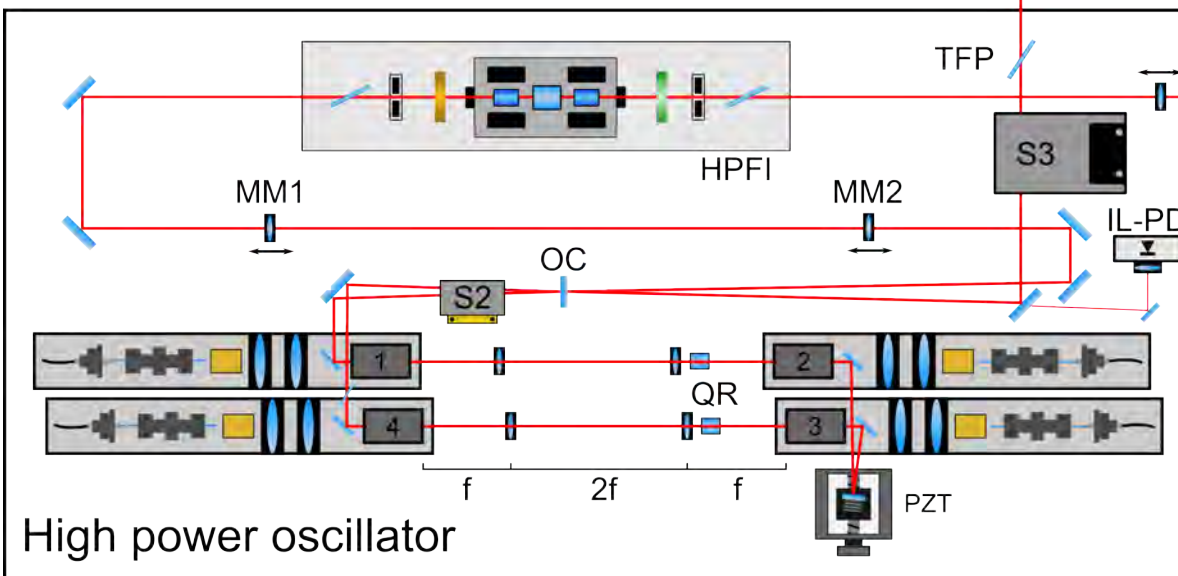 TFP
S3
HPFI
MM1
MM2
IL-PD
OC
S2
1
2
QR
4
3
f
2f
f
PZT
High power oscillator